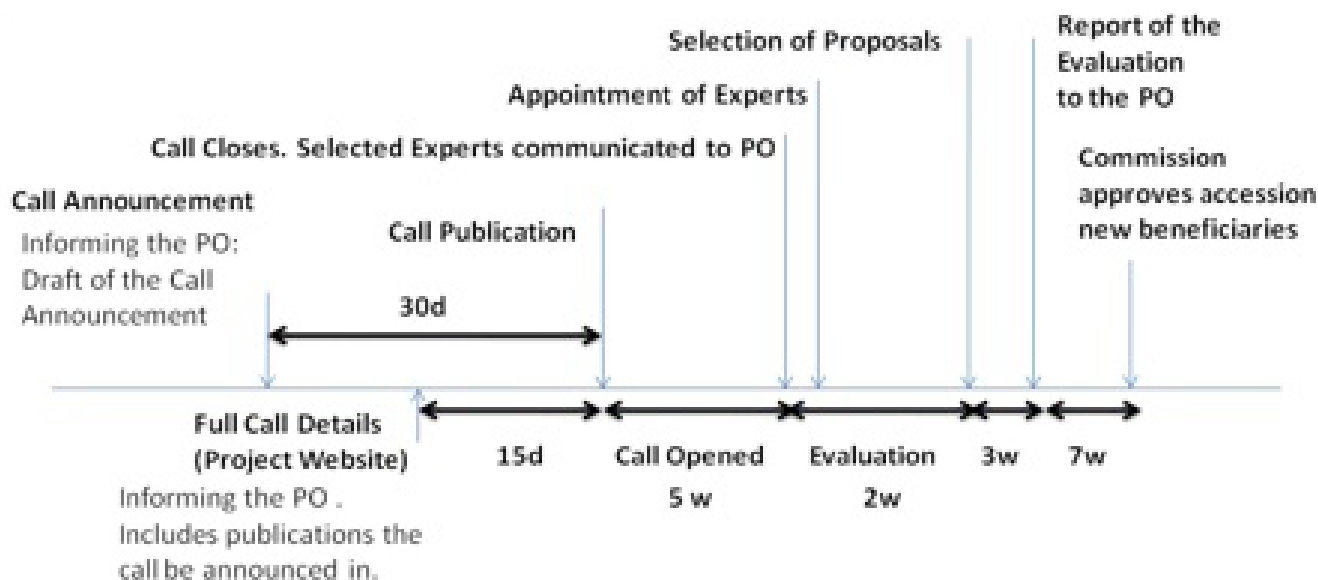 Selection of Proposals
Report of the
Evaluation
to the PO
Appointment of Experts
Call Closes. Selected Experts communicated to PO
Commission
approves accession
new beneficiaries
Call Announcement
Informing the PO:
Draft of the Call
Announcement
Call Publication
30d
Full Call Details
(Project Website)
Informing the PO .
Includes publications the
call be announced in.
15d
Call Opened
5 w
Evaluation
2w
3w
7w